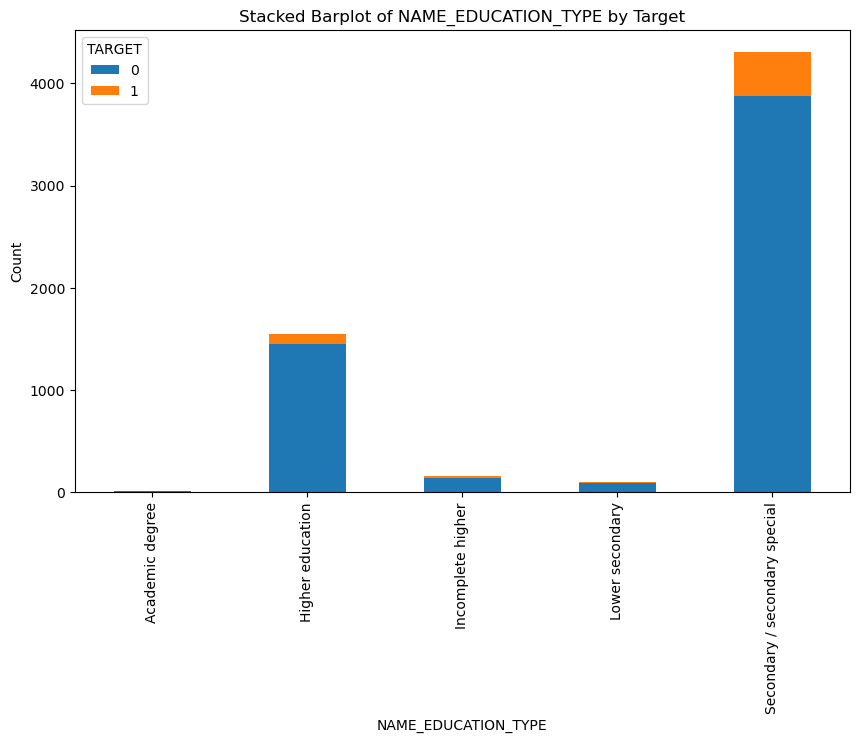 Stacked Barplot of NAME_EDUCATION_TYPE by Target
TARGET
0
1
Count
4000
3000
2000
1000
0
Academic degree
Higher education
Incomplete higher
Lower secondary
Secondary / secondary special
NAME_EDUCATION_TYPE